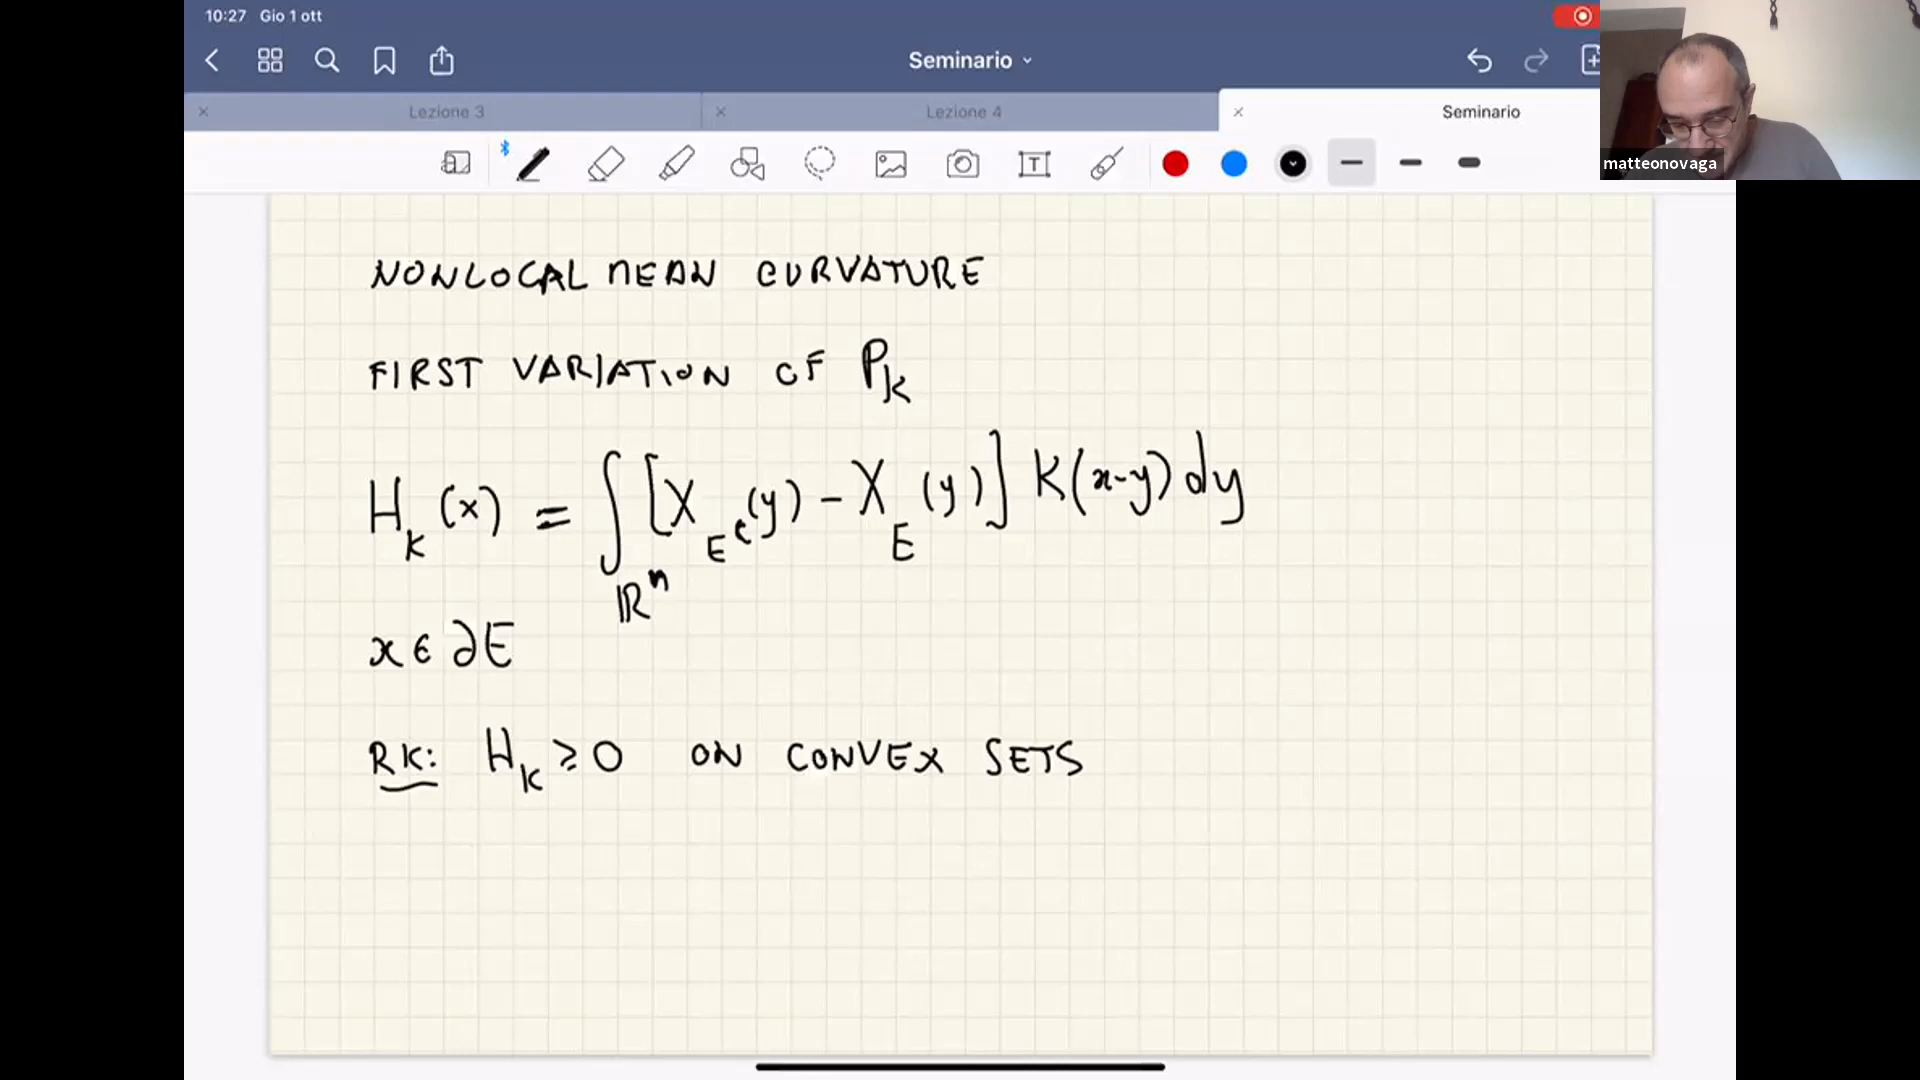 10:27 Gio 1 ott
Seminario
Lezione 3
Lezione 4
Seminario
matteonovaga
NONLOCAL MEAN CURVATURE
FIRST VARIATION OF P_K
H_K (x) = ∫_{ℝ^n} [χ_{E^c}(y) − χ_E (y)] K(x-y) dy
x ∈ ∂E
RK: H_K ≥ 0 ON CONVEX SETS